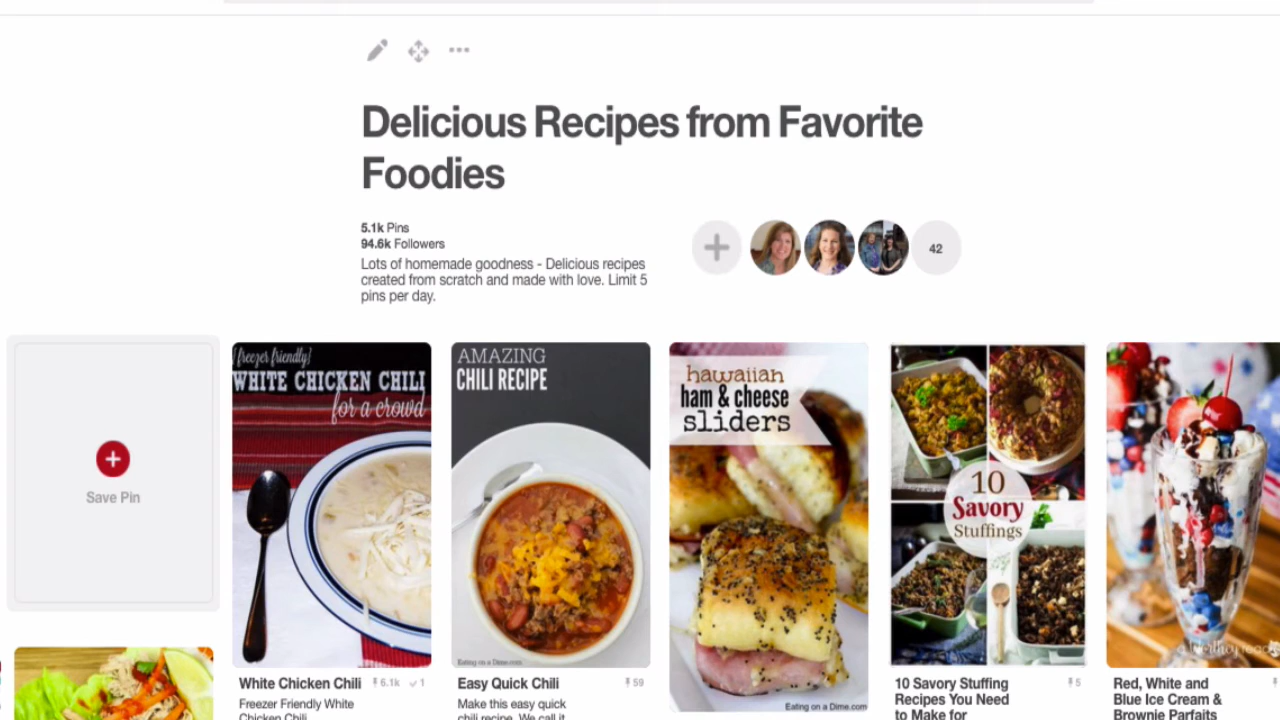 Delicious Recipes from Favorite
Foodies
5.1k Pins
94.6k Followers
Lots of homemade goodness - Delicious recipes
created from scratch and made with love. Limit 5
pins per day.
42
Save Pin
{freezer friendly}
WHITE CHICKEN CHILI
for a crowd
AMAZING
CHILI RECIPE
Eating on a Dime.com
hawaiian
ham & cheese
sliders
Eating on a Dime.com
10
Savory
Stuffings
White Chicken Chili
6.1k
1
Freezer Friendly White
Chicken Chili
Easy Quick Chili
59
Make this easy quick
chili recipe. We call it
10 Savory Stuffing
Recipes You Need
to Make for
5
Red, White and
Blue Ice Cream &
Brownie Parfaits